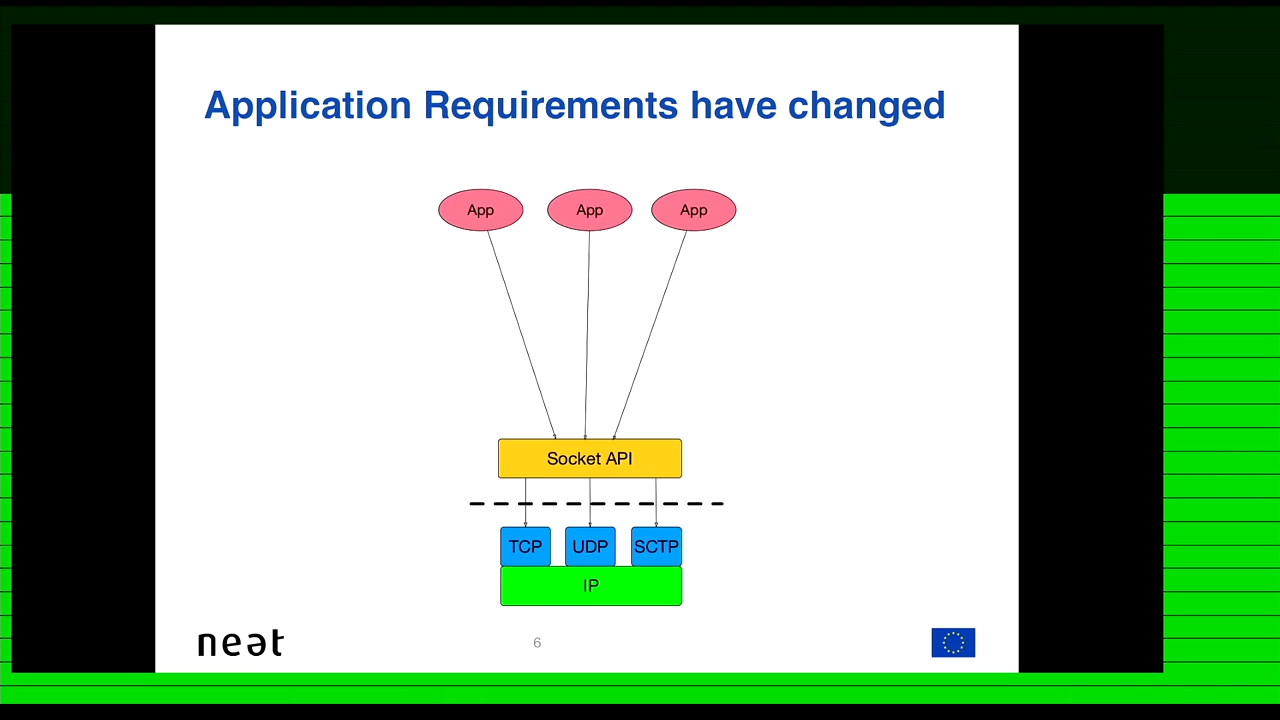 Application Requirements have changed
App App App
Socket API
TCP UDP SCTP
IP
neət 6